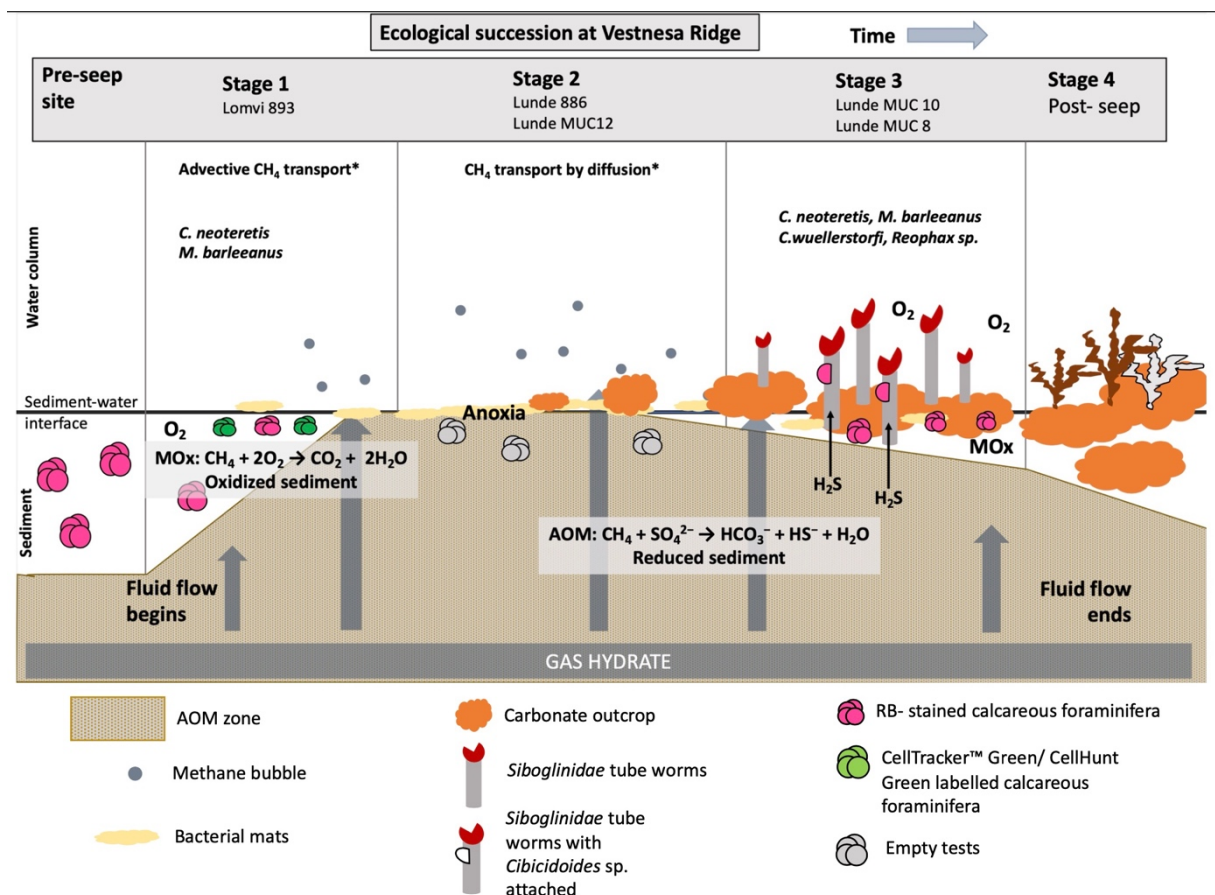 Ecological succession at Vestnesa Ridge
Time
Pre-seep
site
Stage 1
Lomvi 893
Stage 2
Lunde 886
Lunde MUC12
Stage 3
Lunde MUC 10
Lunde MUC 8
Stage 4
Post- seep
Advective CH₄ transport*
CH₄ transport by diffusion*
C. neoteretis
M. barleeanus
C. neoteretis, M. barleeanus
C.wuellerstorfi, Reophax sp.
Water column
O₂
O₂
Sediment-water
interface
Anoxia
O₂
MOx: CH₄ + 2O₂ → CO₂ + 2H₂O
Oxidized sediment
MOx
H₂S
H₂S
Sediment
AOM: CH₄ + SO₄²⁻ → HCO₃⁻ + HS⁻ + H₂O
Reduced sediment
Fluid flow
begins
Fluid flow
ends
GAS HYDRATE
AOM zone
Methane bubble
Bacterial mats
Carbonate outcrop
Siboglinidae tube worms
Siboglinidae tube
worms with
Cibicidoides sp.
attached
RB- stained calcareous foraminifera
CellTracker™ Green/ CellHunt
Green labelled calcareous
foraminifera
Empty tests